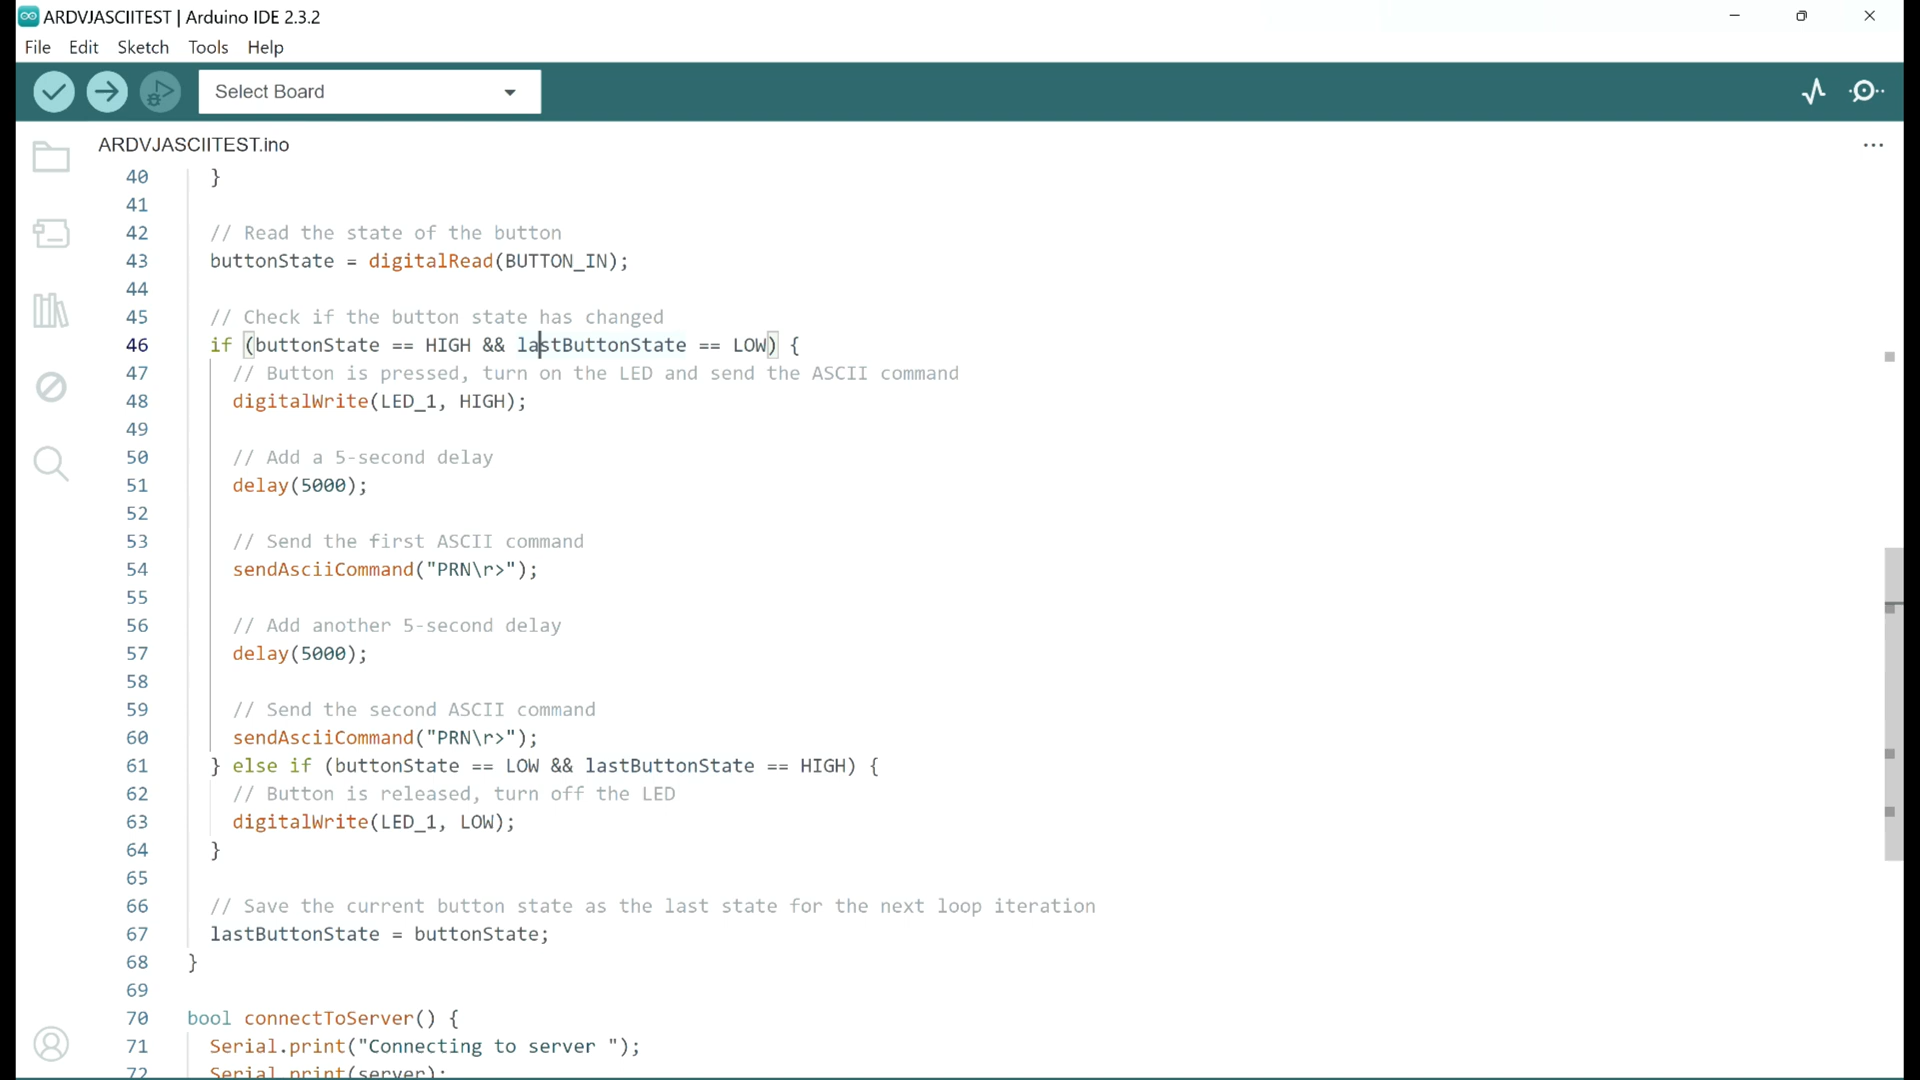 ARDVJASCIITEST | Arduino IDE 2.3.2
File Edit Sketch Tools Help
Select Board
ARDVJASCIITEST.ino
40 }
41
42 // Read the state of the button
43 buttonState = digitalRead(BUTTON_IN);
44
45 // Check if the button state has changed
46 if (buttonState == HIGH && lastButtonState == LOW) {
47 // Button is pressed, turn on the LED and send the ASCII command
48 digitalWrite(LED_1, HIGH);
49
50 // Add a 5-second delay
51 delay(5000);
52
53 // Send the first ASCII command
54 sendAsciiCommand("PRN\r>");
55
56 // Add another 5-second delay
57 delay(5000);
58
59 // Send the second ASCII command
60 sendAsciiCommand("PRN\r>");
61 } else if (buttonState == LOW && lastButtonState == HIGH) {
62 // Button is released, turn off the LED
63 digitalWrite(LED_1, LOW);
64 }
65
66 // Save the current button state as the last state for the next loop iteration
67 lastButtonState = buttonState;
68 }
69
70 bool connectToServer() {
71 Serial.print("Connecting to server ");
72 Serial.print(server);